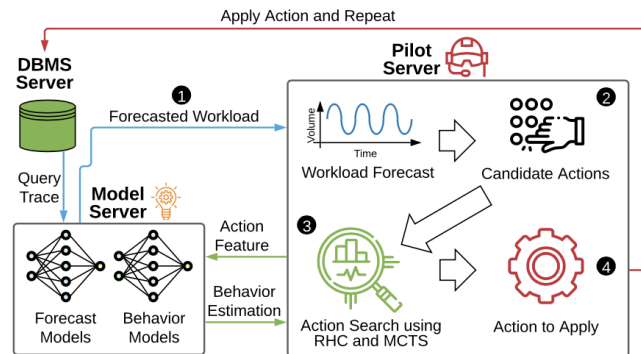 Apply Action and Repeat
DBMS
Server
Pilot
Server
1
Forecasted Workload
Volume
Time
Workload Forecast
2
Candidate Actions
Query
Trace
Model
Server
Action
Feature
Behavior
Estimation
Forecast
Models
Behavior
Models
3
Action Search using
RHC and MCTS
4
Action to Apply